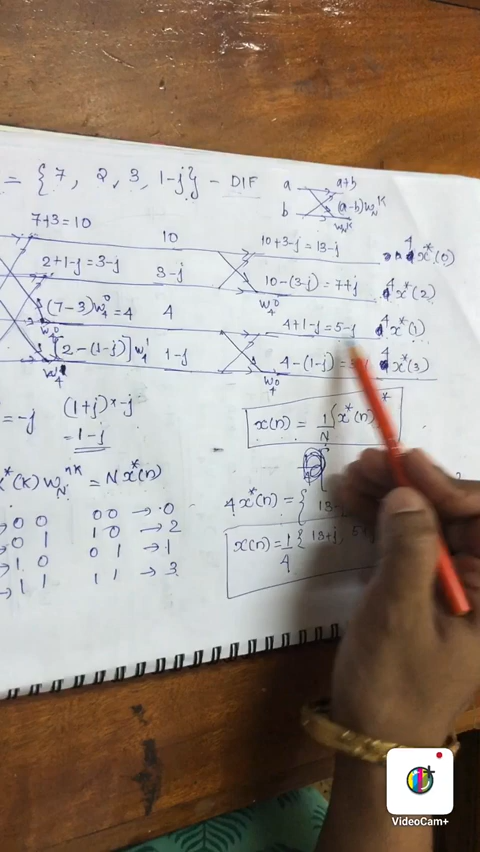 = { 7, 2, 3, 1-j} - DIF
a a+b
b (a-b)W_N^K
W_N^K
7+3=10 10 10+3-j=13-j 4x*(0)
2+1-j=3-j 3-j 10-(3-j)=7+j 4x*(2)
W_4^0
(7-3)W_4^0=4 4 4+1-j=5-j 4x*(1)
W_4^0
[2-(1-j)]W_4^1 1-j 4-(1-j)= 4x*(3)
W_4^0 W_4^0
= -j (1+j)*-j
= 1-j
x(n) = 1/N {x*(n) *
x*(K) W_N^nK = Nx*(n)
4x*(n) = { 13-
x(n) = 1/4 { 13+j, 5+j
→ 0 0 0 0 → 0
→ 0 1 1 0 → 2
→ 1 0 0 1 → 1
→ 1 1 1 1 → 3
VideoCam+